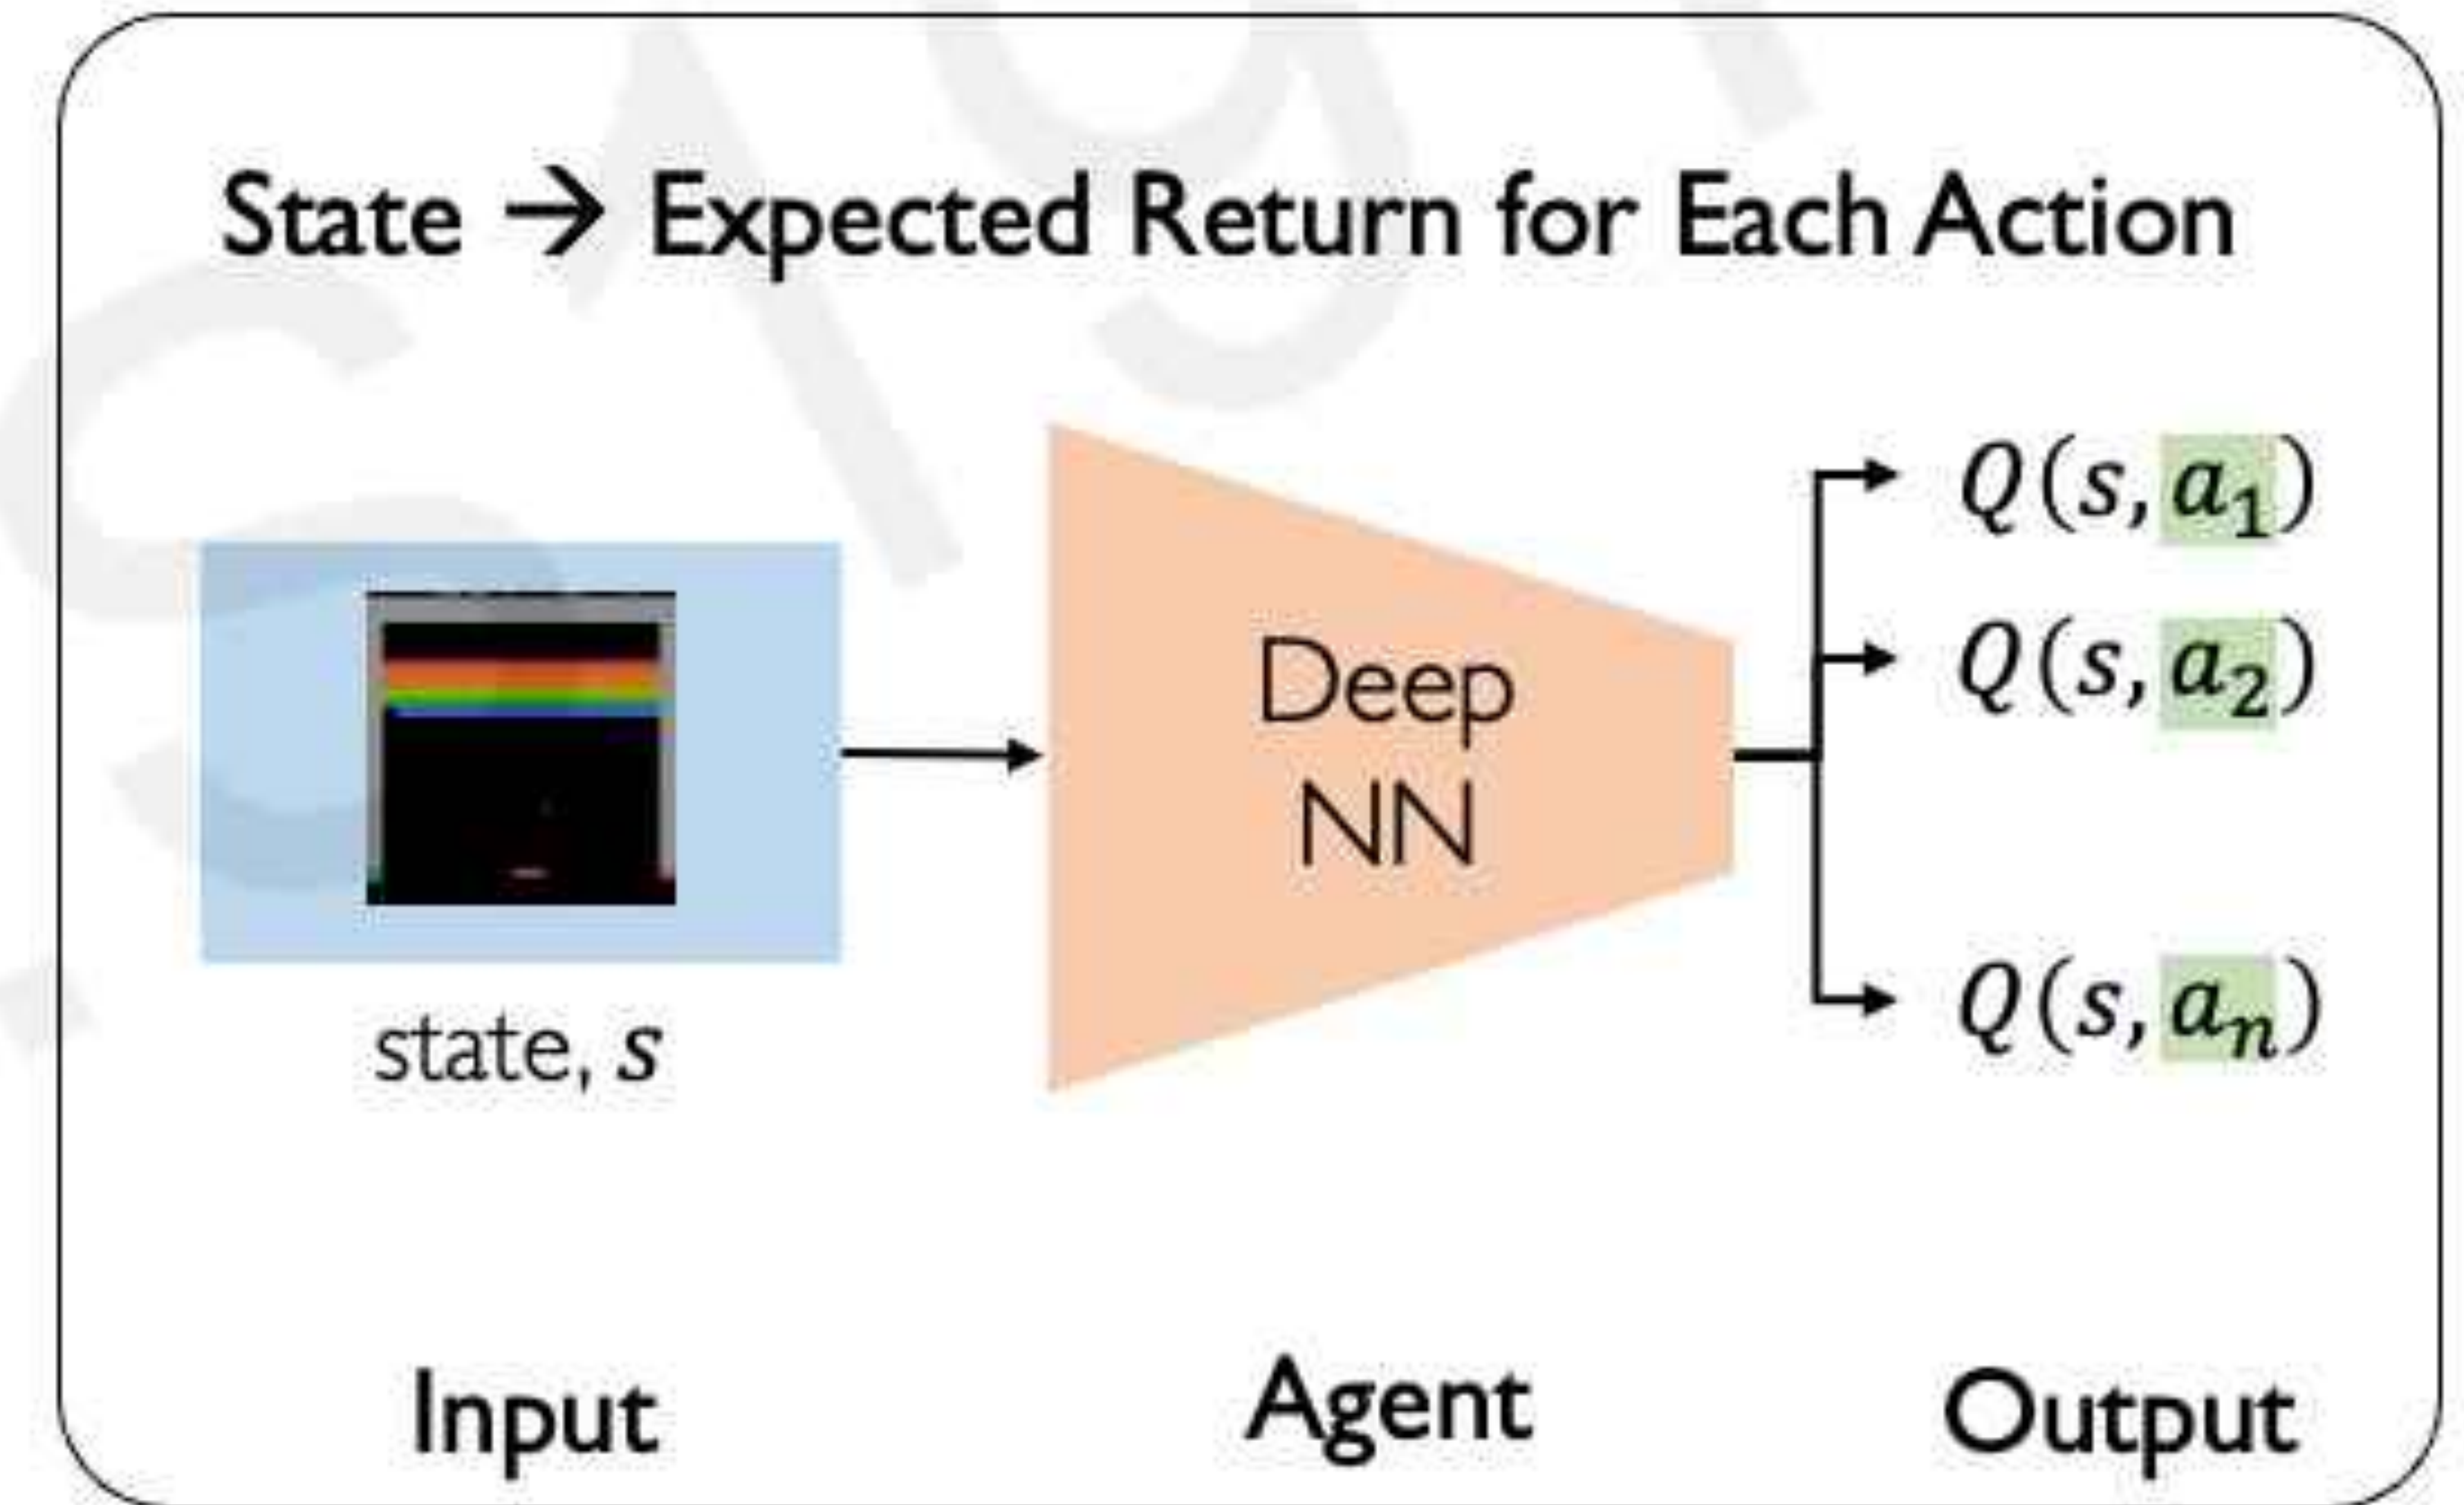 State → Expected Return for Each Action
Q(s, a₁)
Q(s, a₂)
Deep
NN
Q(s, aₙ)
state, s
Input
Agent
Output